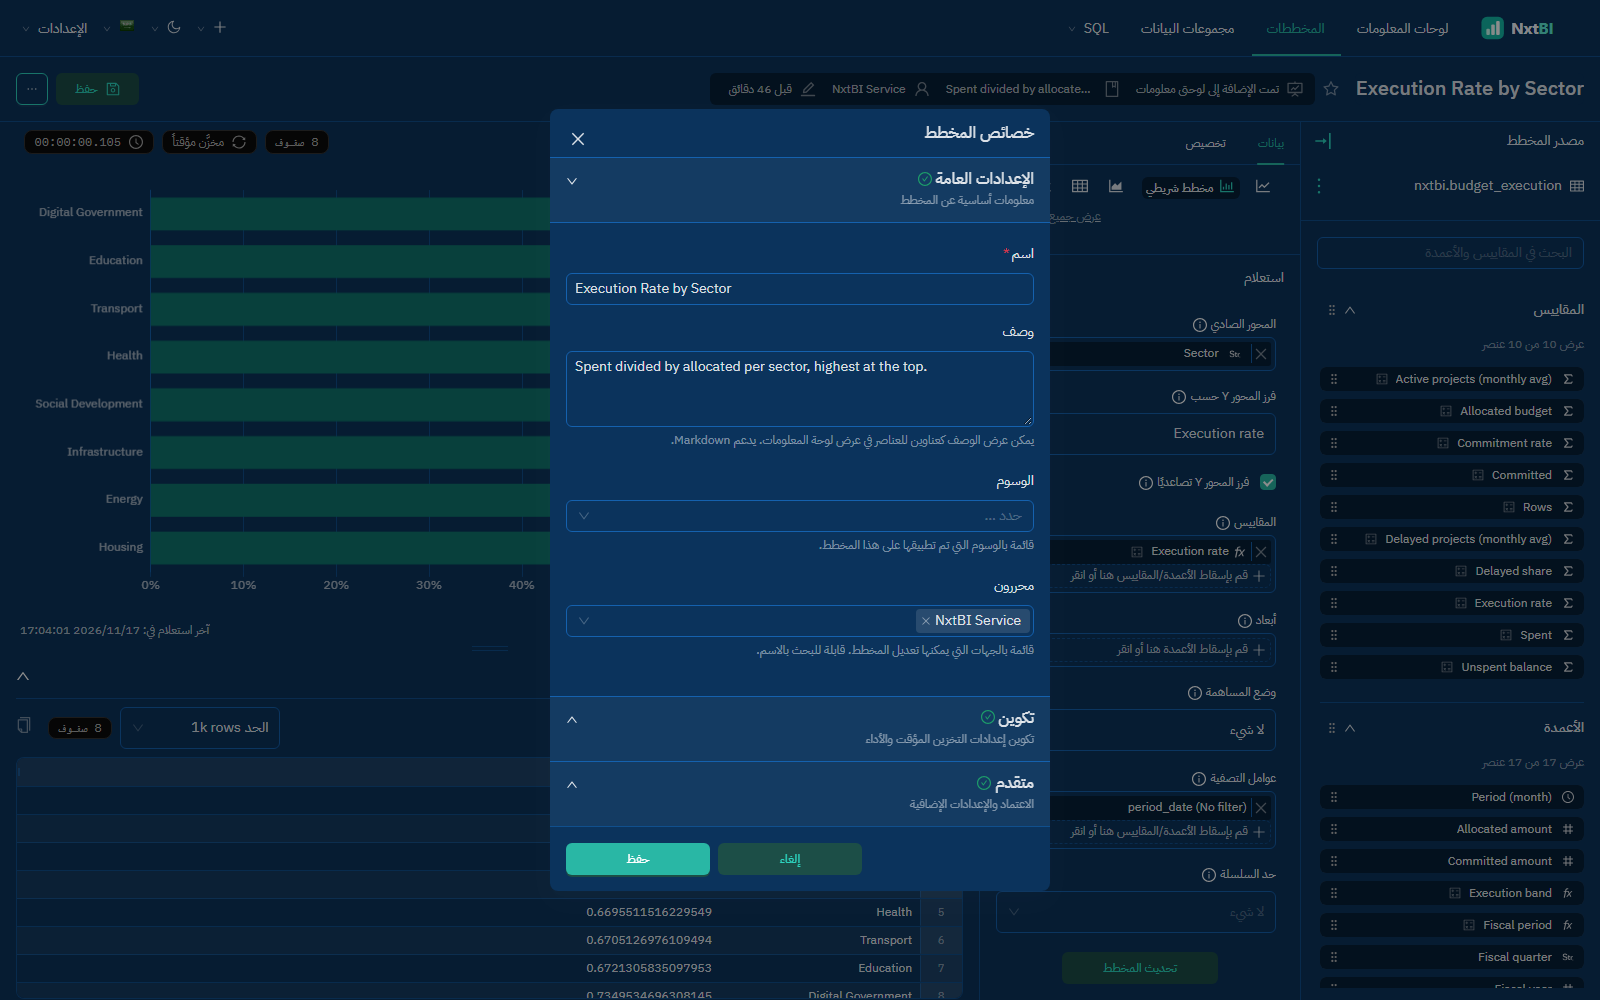 NxtBI
لوحات المعلومات
المخططات
مجموعات البيانات
SQL
الإعدادات
Execution Rate by Sector
تمت الإضافة إلى لوحتي معلومات
Spent divided by allocate...
NxtBI Service
قبل 46 دقائق
حفظ
...
مصدر المخطط
nxtbi.budget_execution
البحث في المقاييس والأعمدة
المقاييس
عرض 10 من 10 عنصر
Active projects (monthly avg)
Allocated budget
Commitment rate
Committed
Rows
Delayed projects (monthly avg)
Delayed share
Execution rate
Spent
Unspent balance
الأعمدة
عرض 17 من 17 عنصر
Period (month)
Allocated amount
Committed amount
Execution band
Fiscal period
Fiscal quarter
Fiscal year
بيانات
تخصيص
مخطط شريطي
عرض جميع
استعلام
المحور الصادي
Sector
فرز المحور Y حسب
Execution rate
فرز المحور Y تصاعديًا
المقاييس
Execution rate
قم بإسقاط الأعمدة/المقاييس هنا أو انقر
أبعاد
قم بإسقاط الأعمدة هنا أو انقر
وضع المساهمة
لا شيء
عوامل التصفية
period_date (No filter)
قم بإسقاط الأعمدة/المقاييس هنا أو انقر
حد السلسلة
لا شيء
تحديث المخطط
8 صفوف
مخزَّن مؤقتاً
00:00:00.105
Digital Government
Education
Transport
Health
Social Development
Infrastructure
Energy
Housing
0%
10%
20%
30%
40%
آخر استعلام في: 2026/11/17 17:04:01
الحد 1k rows
8 صفوف
5 Health 0.6695511516229549
6 Transport 0.6705126976109494
7 Education 0.6721305835097953
8 Digital Government 0.7349534696308145
خصائص المخطط
الإعدادات العامة
معلومات أساسية عن المخطط
اسم *
Execution Rate by Sector
وصف
Spent divided by allocated per sector, highest at the top.
يمكن عرض الوصف كعناوين للعناصر في عرض لوحة المعلومات. يدعم Markdown.
الوسوم
حدد ...
قائمة بالوسوم التي تم تطبيقها على هذا المخطط.
محررون
NxtBI Service
قائمة بالجهات التي يمكنها تعديل المخطط. قابلة للبحث بالاسم.
تكوين
تكوين إعدادات التخزين المؤقت والأداء
متقدم
الاعتماد والإعدادات الإضافية
إلغاء
حفظ